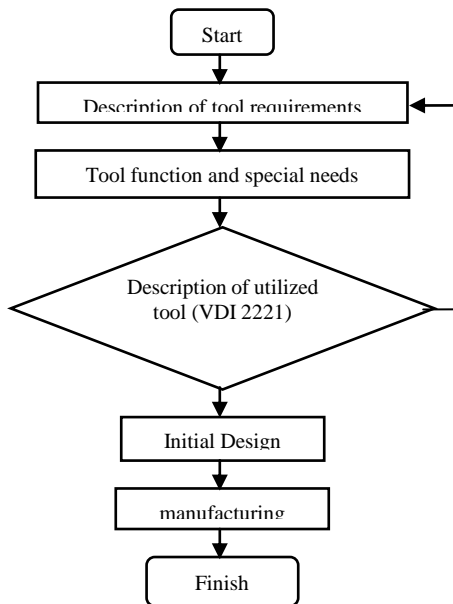 Start
Description of tool requirements
Tool function and special needs
Description of utilized
tool (VDI 2221)
Initial Design
manufacturing
Finish